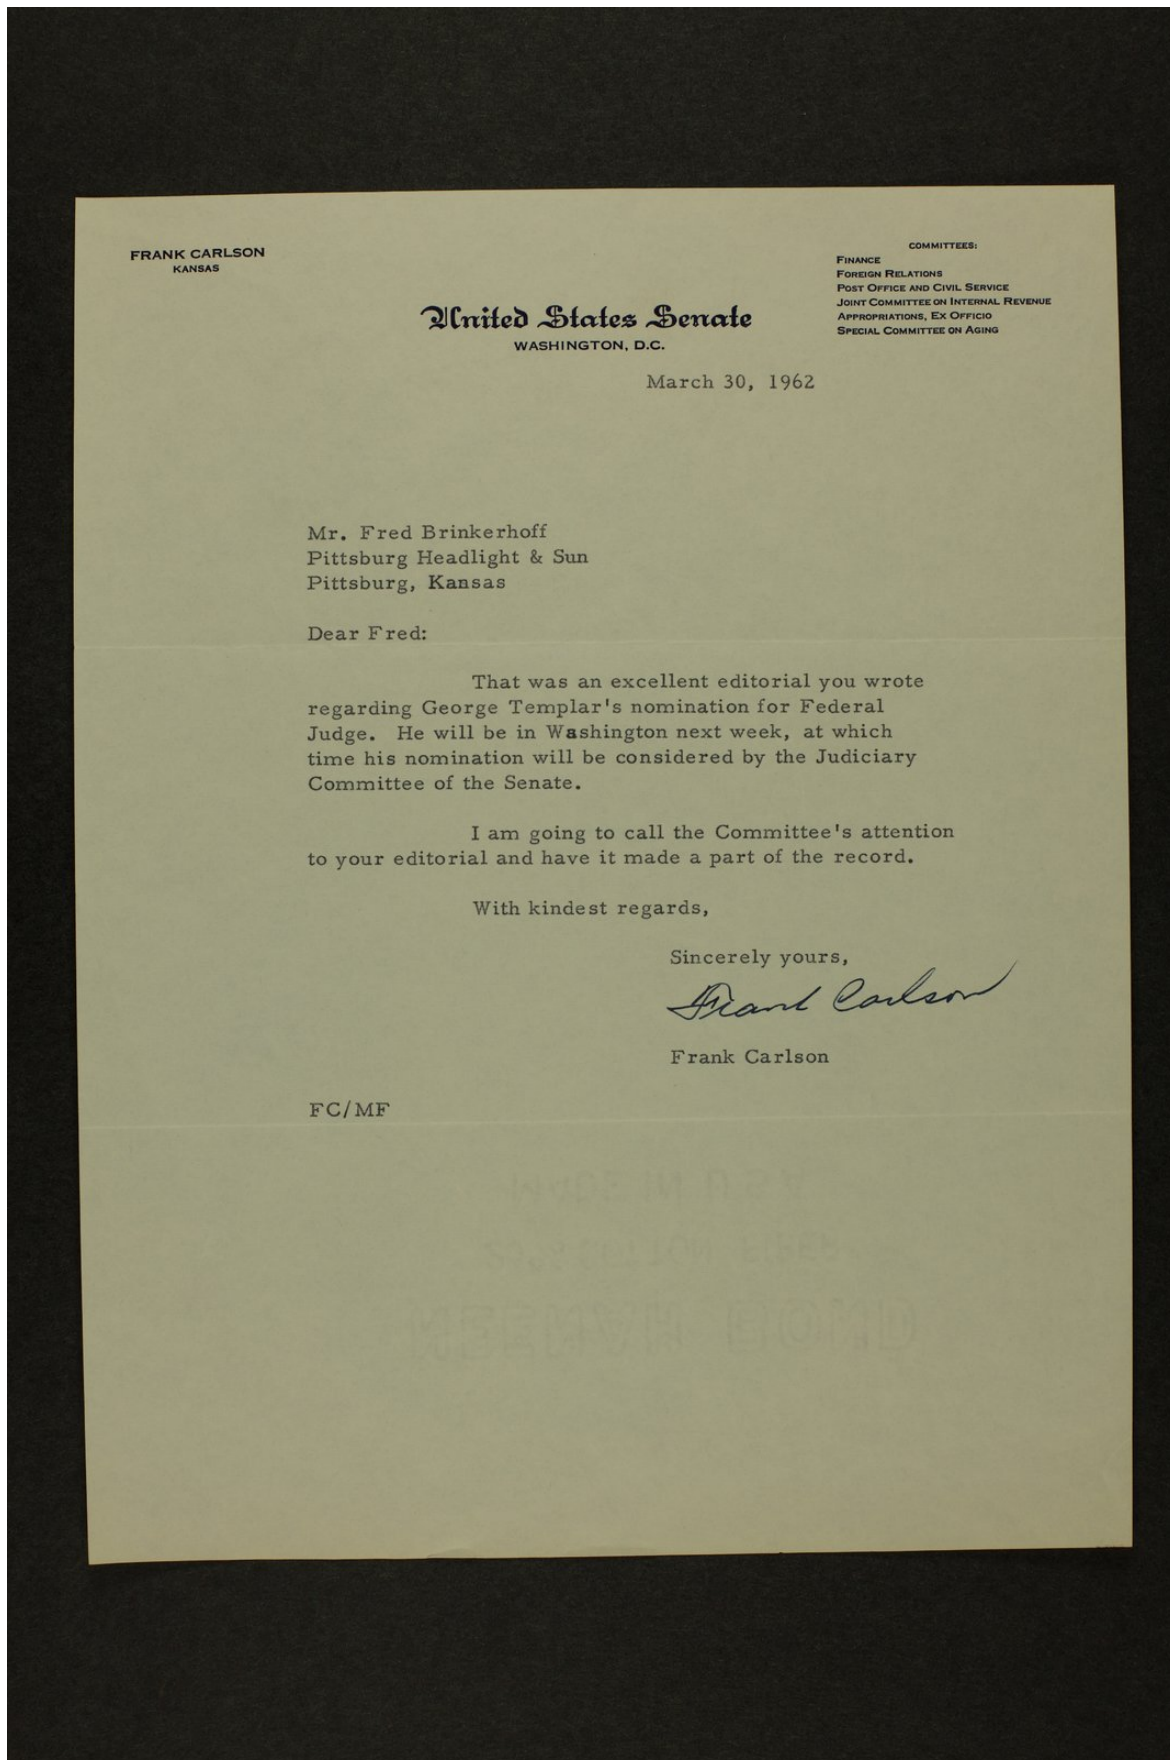 FRANK CARLSON
KANSAS
COMMITTEES:
FINANCE
FOREIGN RELATIONS
POST OFFICE AND CIVIL SERVICE
JOINT COMMITTEE ON INTERNAL REVENUE
APPROPRIATIONS, EX OFFICIO
SPECIAL COMMITTEE ON AGING
United States Senate
WASHINGTON, D.C.
March 30, 1962
Mr. Fred Brinkerhoff
Pittsburg Headlight & Sun
Pittsburg, Kansas
Dear Fred:
That was an excellent editorial you wrote
regarding George Templar's nomination for Federal
Judge. He will be in Washington next week, at which
time his nomination will be considered by the Judiciary
Committee of the Senate.
I am going to call the Committee's attention
to your editorial and have it made a part of the record.
With kindest regards,
Sincerely yours,
Frank Carlson
Frank Carlson
FC/MF
MADE IN U.S.A